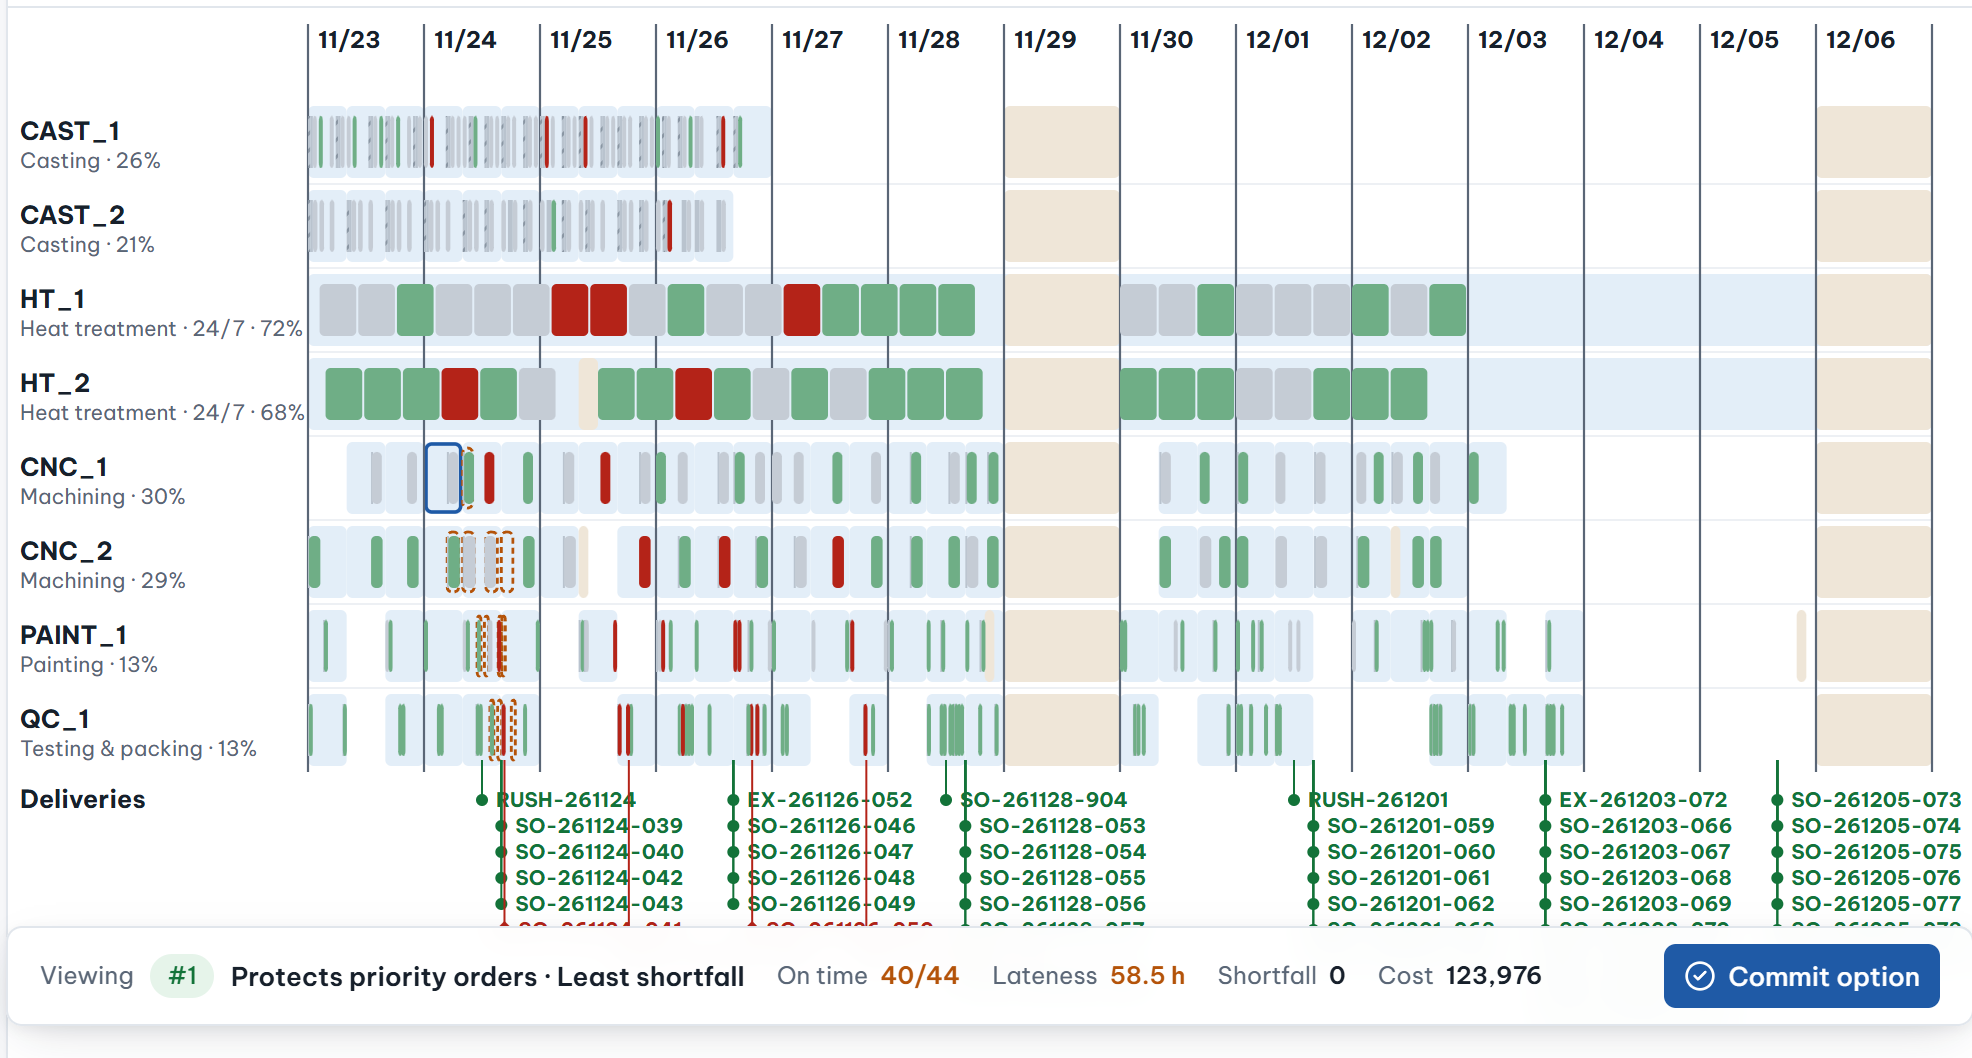 11/23 11/24 11/25 11/26 11/27 11/28 11/29 11/30 12/01 12/02 12/03 12/04 12/05 12/06
CAST_1
Casting · 26%
CAST_2
Casting · 21%
HT_1
Heat treatment · 24/7 · 72%
HT_2
Heat treatment · 24/7 · 68%
CNC_1
Machining · 30%
CNC_2
Machining · 29%
PAINT_1
Painting · 13%
QC_1
Testing & packing · 13%
Deliveries RUSH-261124 EX-261126-052 SO-261128-904 RUSH-261201 EX-261203-072 SO-261205-073
SO-261124-039 SO-261126-046 SO-261128-053 SO-261201-059 SO-261203-066 SO-261205-074
SO-261124-040 SO-261126-047 SO-261128-054 SO-261201-060 SO-261203-067 SO-261205-075
SO-261124-042 SO-261126-048 SO-261128-055 SO-261201-061 SO-261203-068 SO-261205-076
SO-261124-043 SO-261126-049 SO-261128-056 SO-261201-062 SO-261203-069 SO-261205-077
Viewing #1 Protects priority orders · Least shortfall On time 40/44 Lateness 58.5 h Shortfall 0 Cost 123,976 Commit option